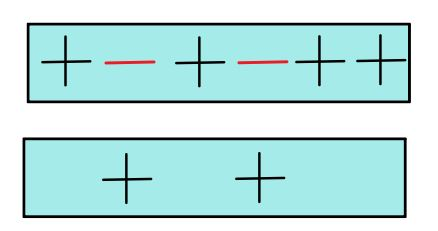 + − + − + +
+ +